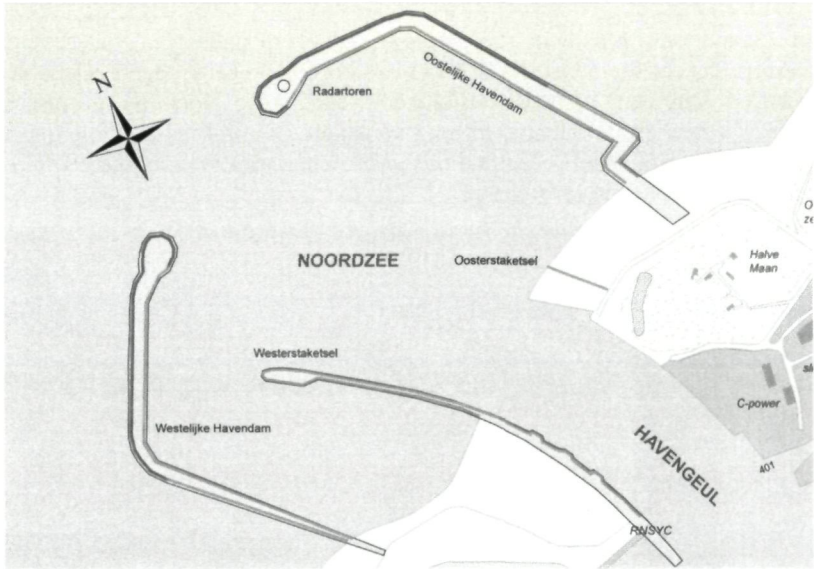 N
Radartoren
Oostelijke Havendam
NOORDZEE
Oosterstaketsel
Halve
Maan
Westerstaketsel
C-power
Westelijke Havendam
HAVENGEUL
401
RNSYC